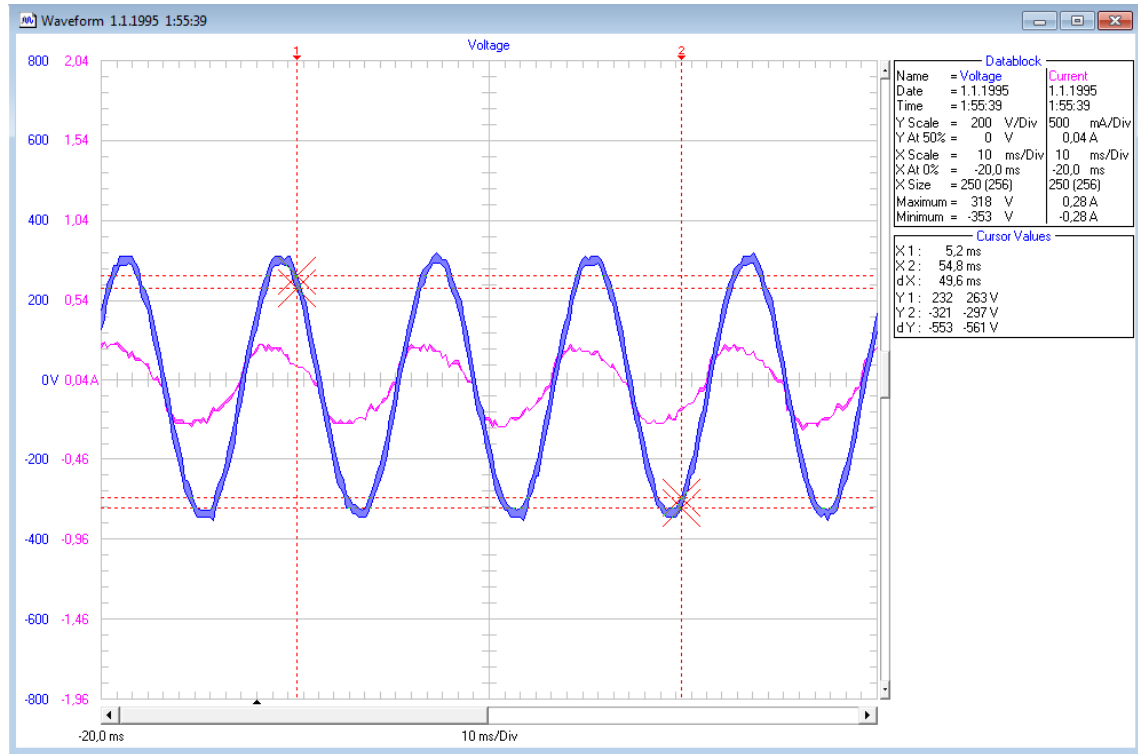 Waveform 1.1.1995 1:55:39
Voltage
1 2
800 2,04
600 1,54
400 1,04
200 0,54
0V 0,04A
-200 -0,46
-400 -0,96
-600 -1,46
-800 -1,96
-20,0 ms 10 ms/Div
Datablock
Name = Voltage Current
Date = 1.1.1995 1.1.1995
Time = 1:55:39 1:55:39
Y Scale = 200 V/Div 500 mA/Div
Y At 50% = 0 V 0,04 A
X Scale = 10 ms/Div 10 ms/Div
X At 0% = -20,0 ms -20,0 ms
X Size = 250 (256) 250 (256)
Maximum = 318 V 0,28 A
Minimum = -353 V -0,28 A
Cursor Values
X1: 5,2 ms
X2: 54,8 ms
dX: 49,6 ms
Y1: 232 263 V
Y2: -321 -297 V
dY: -553 -561 V